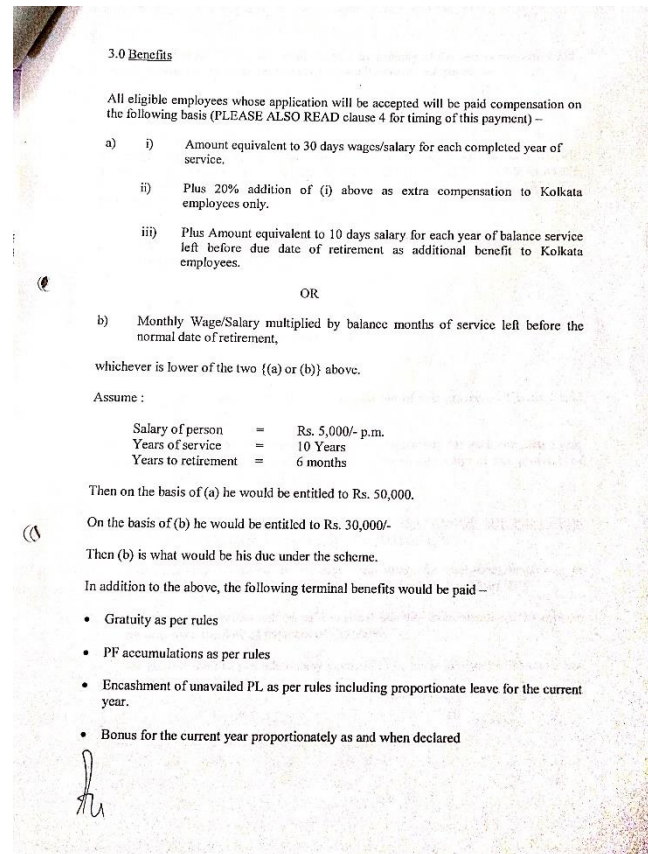 3.0 Benefits
All eligible employees whose application will be accepted will be paid compensation on
the following basis (PLEASE ALSO READ clause 4 for timing of this payment) –
a) i) Amount equivalent to 30 days wages/salary for each completed year of
service.
ii) Plus 20% addition of (i) above as extra compensation to Kolkata
employees only.
iii) Plus Amount equivalent to 10 days salary for each year of balance service
left before due date of retirement as additional benefit to Kolkata
employees.
OR
b) Monthly Wage/Salary multiplied by balance months of service left before the
normal date of retirement,
whichever is lower of the two {(a) or (b)} above.
Assume :
Salary of person = Rs. 5,000/- p.m.
Years of service = 10 Years
Years to retirement = 6 months
Then on the basis of (a) he would be entitled to Rs. 50,000.
On the basis of (b) he would be entitled to Rs. 30,000/-
Then (b) is what would be his due under the scheme.
In addition to the above, the following terminal benefits would be paid –
• Gratuity as per rules
• PF accumulations as per rules
• Encashment of unavailed PL as per rules including proportionate leave for the current
year.
• Bonus for the current year proportionately as and when declared